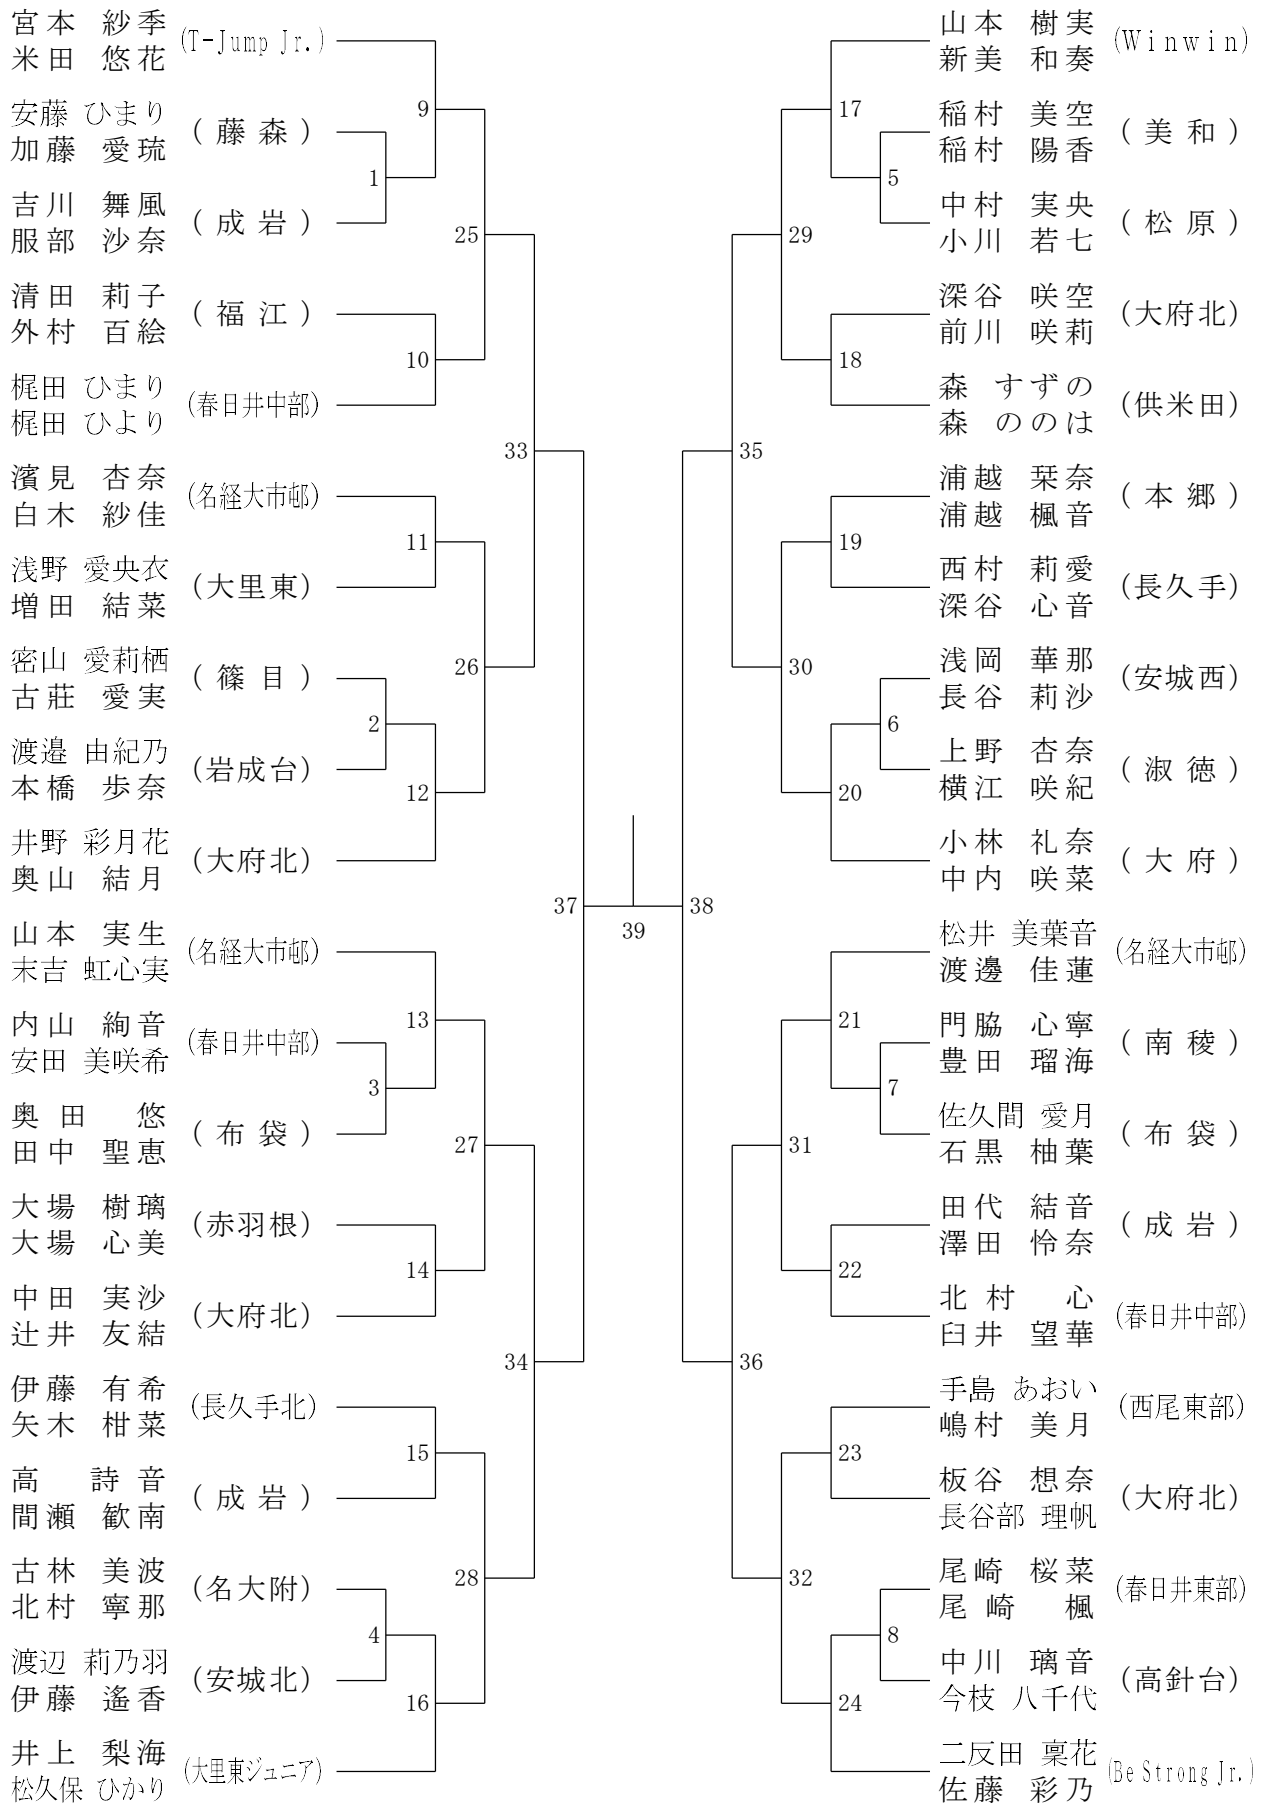 宮本 紗季
米田 悠花
(T-Jump Jr.)
安藤 ひまり
加藤 愛琉
(藤森)
1
9
吉川 舞風
服部 沙奈
(成岩)
25
清田 莉子
外村 百絵
(福江)
10
梶田 ひまり
梶田 ひより
(春日井中部)
33
濱見 杏奈
白木 紗佳
(名経大市邨)
11
浅野 愛央衣
増田 結菜
(大里東)
26
密山 愛莉栖
古莊 愛実
(篠目)
2
渡邉 由紀乃
本橋 歩奈
(岩成台)
12
井野 彩月花
奥山 結月
(大府北)
37
山本 実生
末吉 虹心実
(名経大市邨)
13
内山 絢音
安田 美咲希
(春日井中部)
3
奥田 悠
田中 聖恵
(布袋)
27
大場 樹璃
大場 心美
(赤羽根)
14
中田 実沙
辻井 友結
(大府北)
34
伊藤 有希
矢木 柑菜
(長久手北)
15
高 詩音
間瀬 歓南
(成岩)
28
古林 美波
北村 寧那
(名大附)
4
渡辺 莉乃羽
伊藤 遙香
(安城北)
16
井上 梨海
松久保 ひかり
(大里東ジュニア)
39
山本 樹実
新美 和奏
(Winwin)
17
稲村 美空
稲村 陽香
(美和)
5
中村 実央
小川 若七
(松原)
29
深谷 咲空
前川 咲莉
(大府北)
18
森 すずの
森 ののは
(供米田)
35
浦越 栞奈
浦越 楓音
(本郷)
19
西村 莉愛
深谷 心音
(長久手)
30
浅岡 華那
長谷 莉沙
(安城西)
6
上野 杏奈
横江 咲紀
(淑徳)
20
小林 礼奈
中内 咲菜
(大府)
38
松井 美葉音
渡邊 佳蓮
(名経大市邨)
21
門脇 心寧
豊田 瑠海
(南稜)
7
佐久間 愛月
石黒 柚葉
(布袋)
31
田代 結音
澤田 怜奈
(成岩)
22
北村 心
臼井 望華
(春日井中部)
36
手島 あおい
嶋村 美月
(西尾東部)
23
板谷 想奈
長谷部 理帆
(大府北)
32
尾崎 桜菜
尾崎 楓
(春日井東部)
8
中川 璃音
今枝 八千代
(高針台)
24
二反田 稟花
佐藤 彩乃
(Be Strong Jr.)